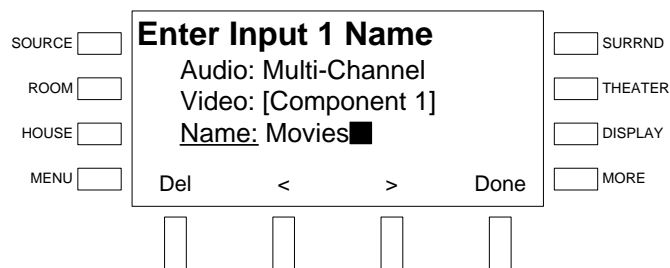 Enter Input 1 Name
SOURCE
SURRND
Audio: Multi-Channel
ROOM
THEATER
Video: [Component 1]
HOUSE
Name: Movies
DISPLAY
MENU
Del < > Done
MORE